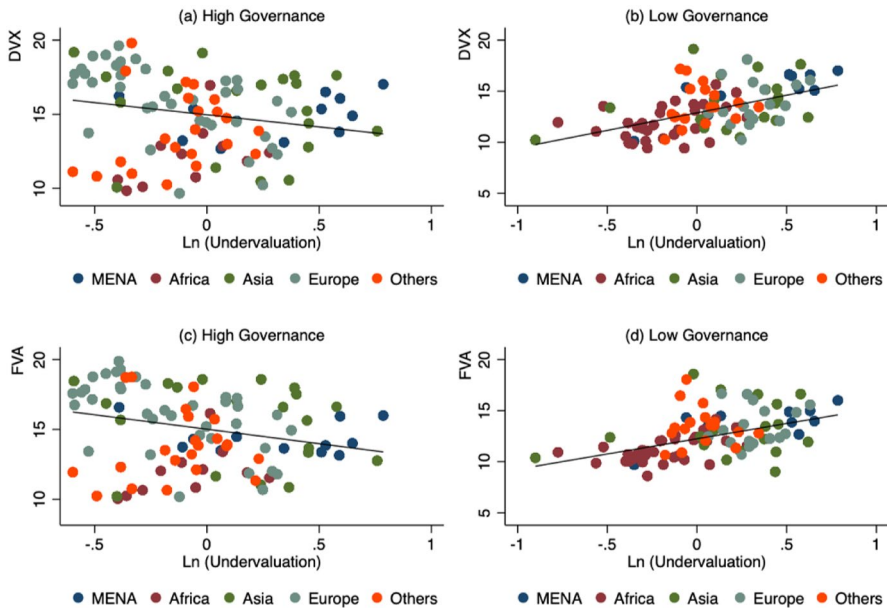 (a) High Governance
DVX
20
15
10
-.5 0 .5 1
Ln (Undervaluation)
MENA Africa Asia Europe Others
(b) Low Governance
DVX
20
15
10
5
-1 -.5 0 .5 1
Ln (Undervaluation)
MENA Africa Asia Europe Others
(c) High Governance
FVA
20
15
10
-.5 0 .5 1
Ln (Undervaluation)
MENA Africa Asia Europe Others
(d) Low Governance
FVA
20
15
10
5
-1 -.5 0 .5 1
Ln (Undervaluation)
MENA Africa Asia Europe Others